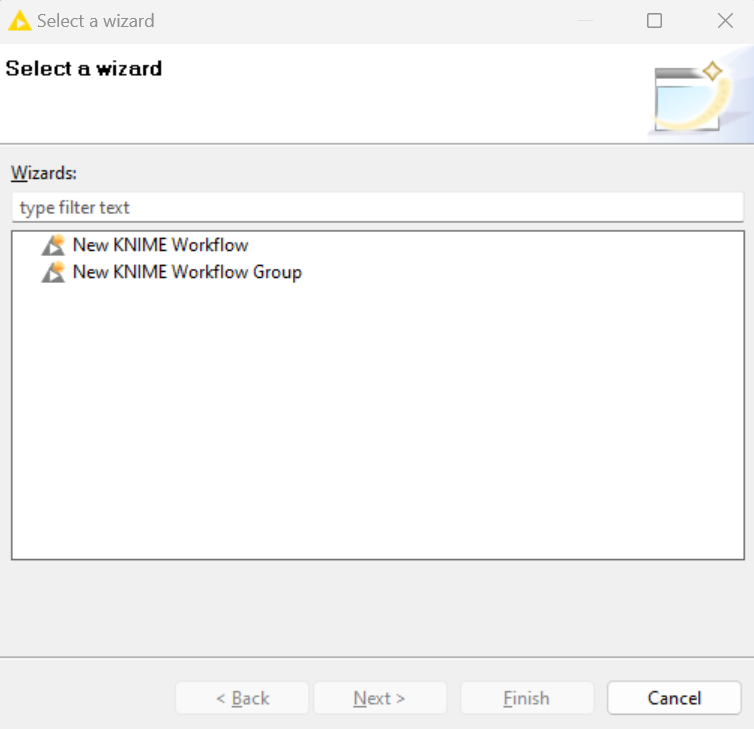 Select a wizard
Select a wizard
Wizards:
type filter text
New KNIME Workflow
New KNIME Workflow Group
< Back Next > Finish Cancel